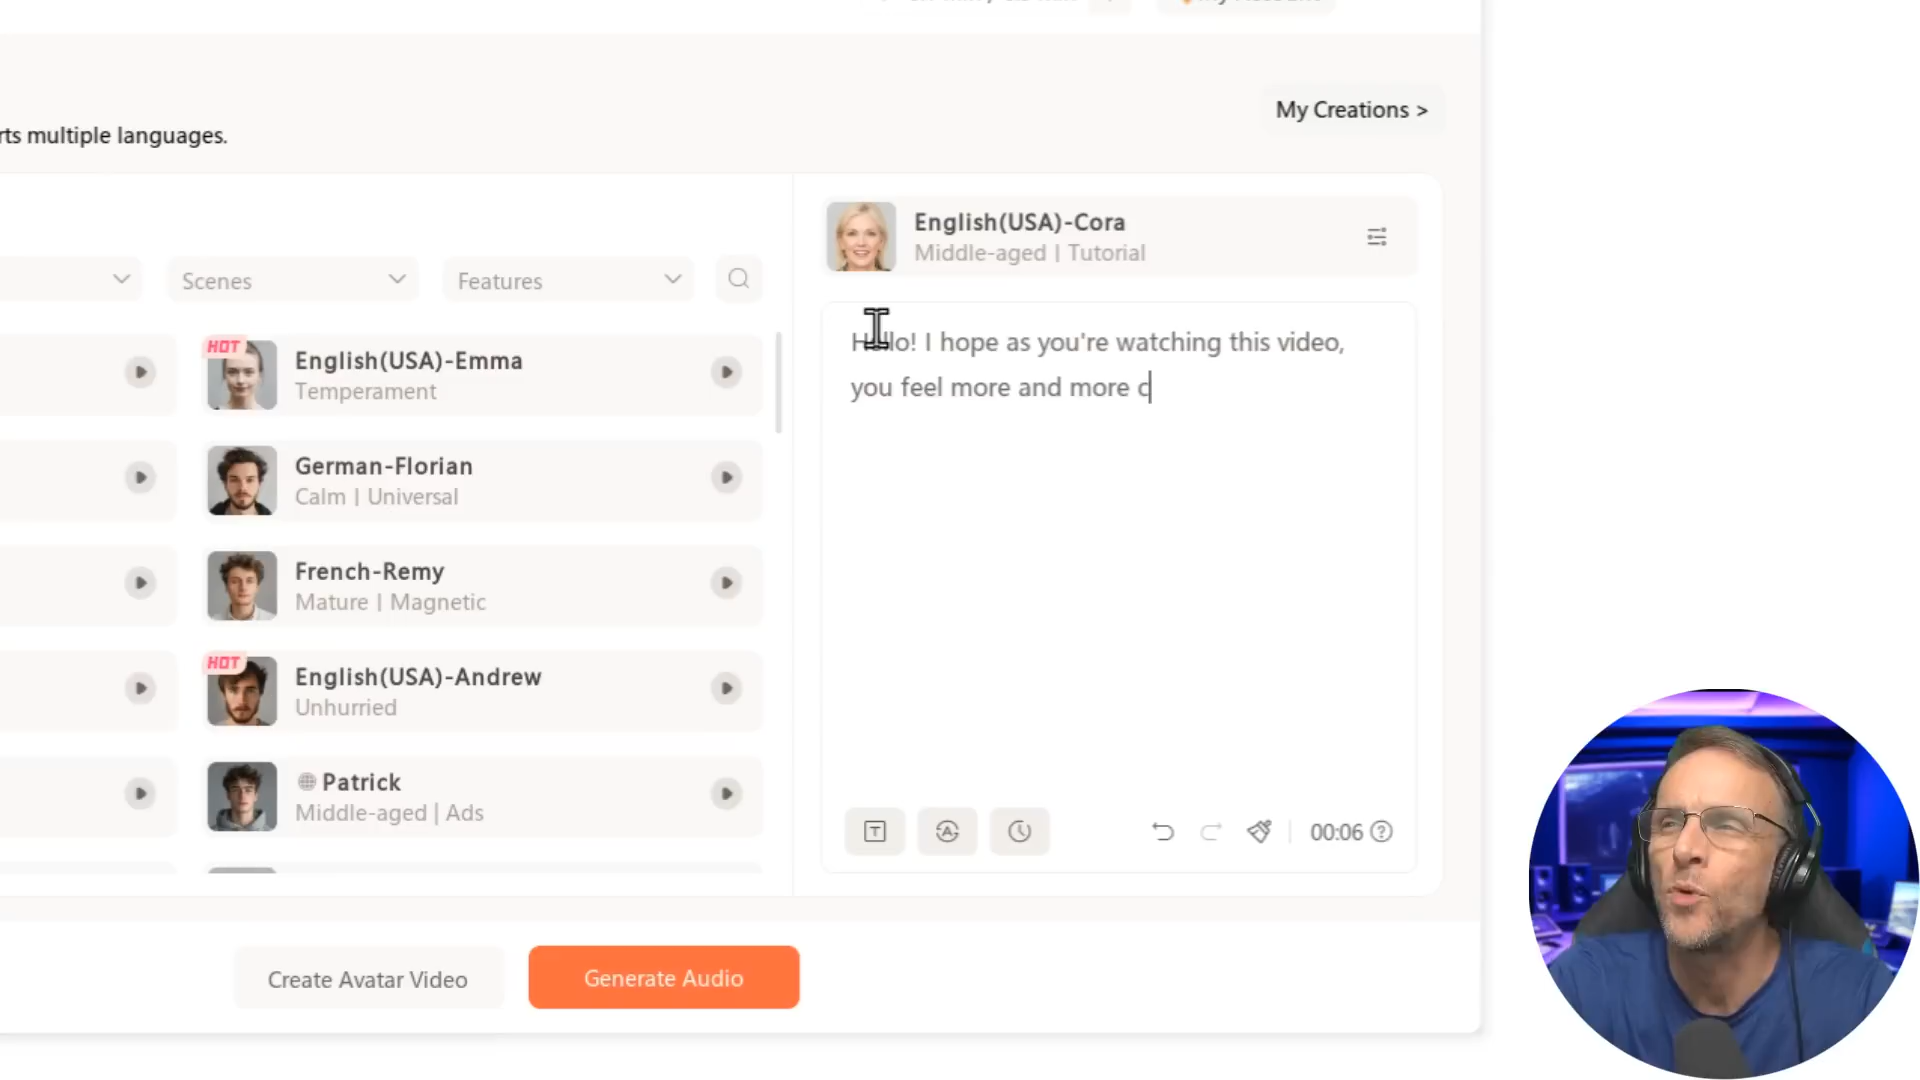 My Creations >
rts multiple languages.
English(USA)-Cora
Middle-aged | Tutorial
Scenes
Features
Hello! I hope as you're watching this video,
you feel more and more c
HOT
English(USA)-Emma
Temperament
German-Florian
Calm | Universal
French-Remy
Mature | Magnetic
HOT
English(USA)-Andrew
Unhurried
Patrick
Middle-aged | Ads
00:06
Create Avatar Video
Generate Audio